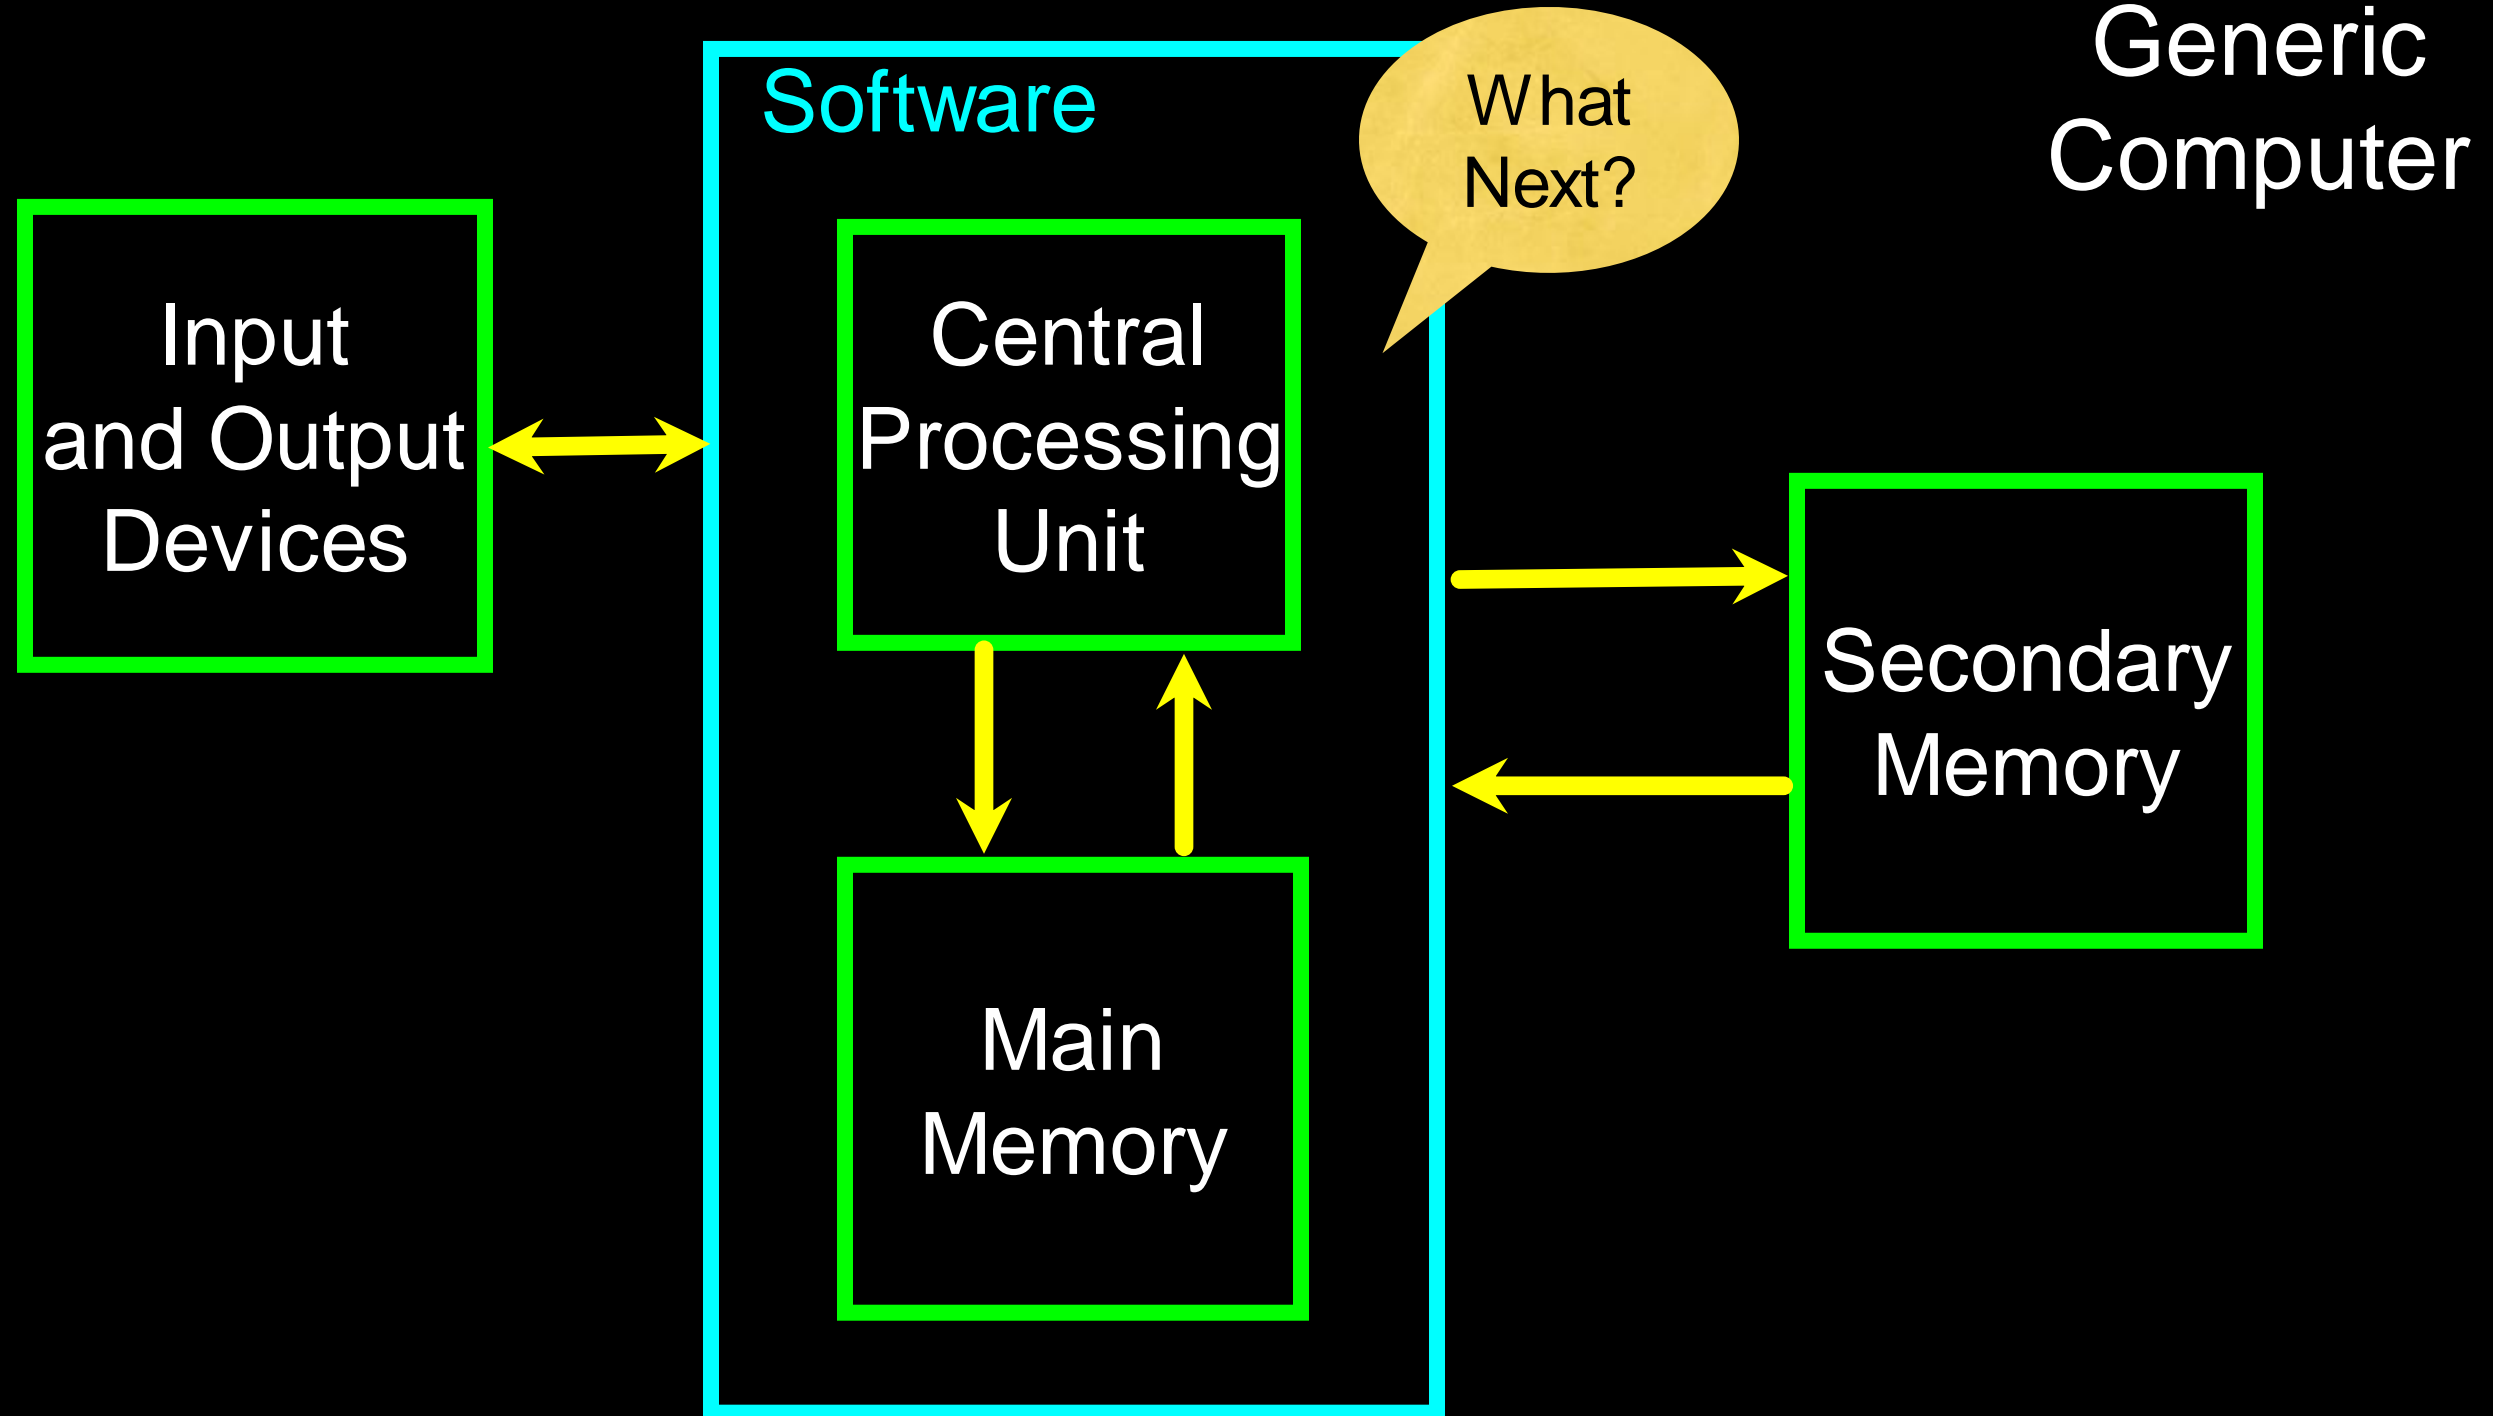 Generic
Computer
Software
What
Next?
Input
and Output
Devices
Central
Processing
Unit
Secondary
Memory
Main
Memory